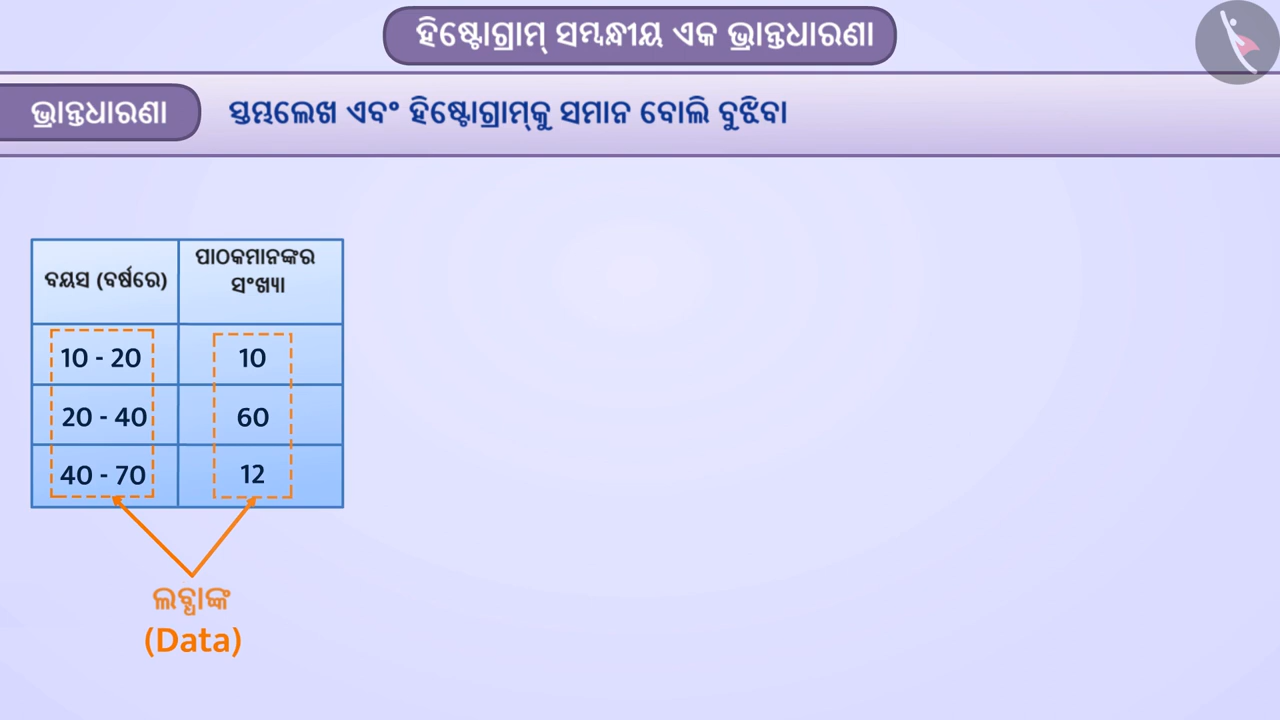 ହିଷ୍ଟୋଗ୍ରାମ୍ ସମ୍ବନ୍ଧୀୟ ଏକ ଭ୍ରାନ୍ତଧାରଣା
ଭ୍ରାନ୍ତଧାରଣା ସ୍ତମ୍ଭଲେଖ ଏବଂ ହିଷ୍ଟୋଗ୍ରାମ୍‌କୁ ସମାନ ବୋଲି ବୁଝିବା
ବୟସ (ବର୍ଷରେ)
ପାଠକମାନଙ୍କର
ସଂଖ୍ୟା
10 - 20 10
20 - 40 60
40 - 70 12
ଲବ୍ଧାଙ୍କ
(Data)